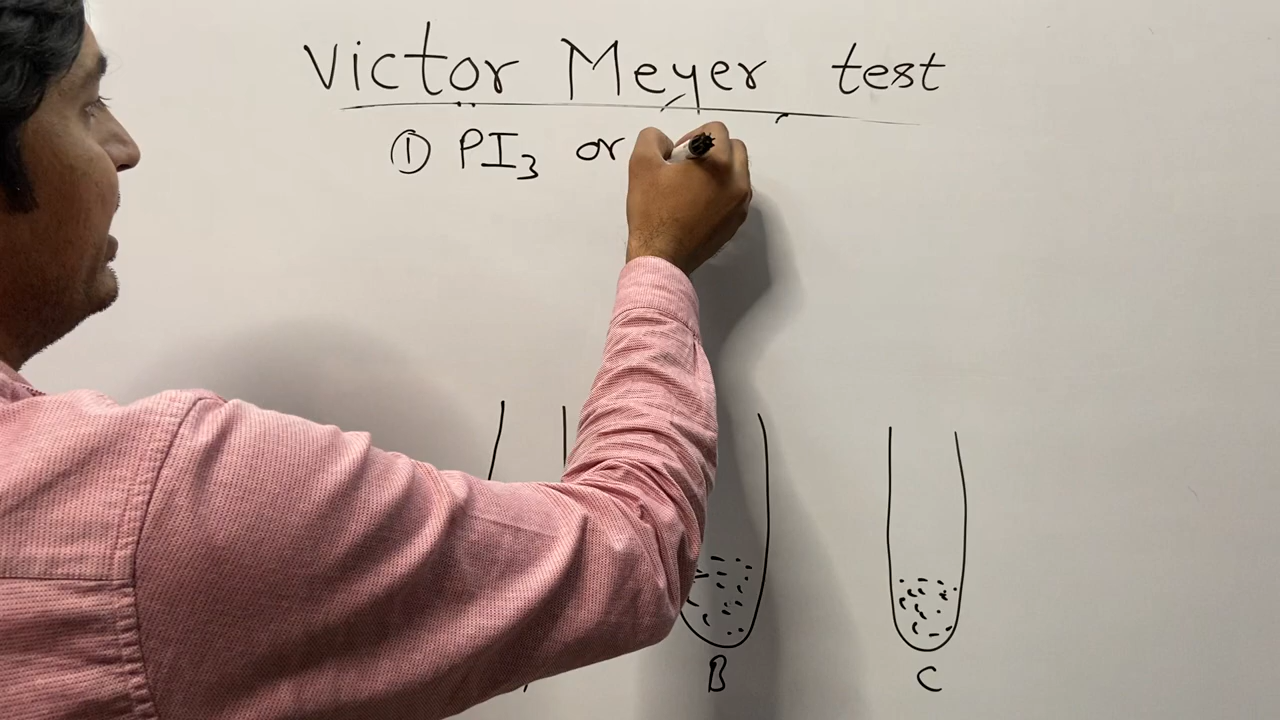 Victor Meyer test
① PI₃ or
B C